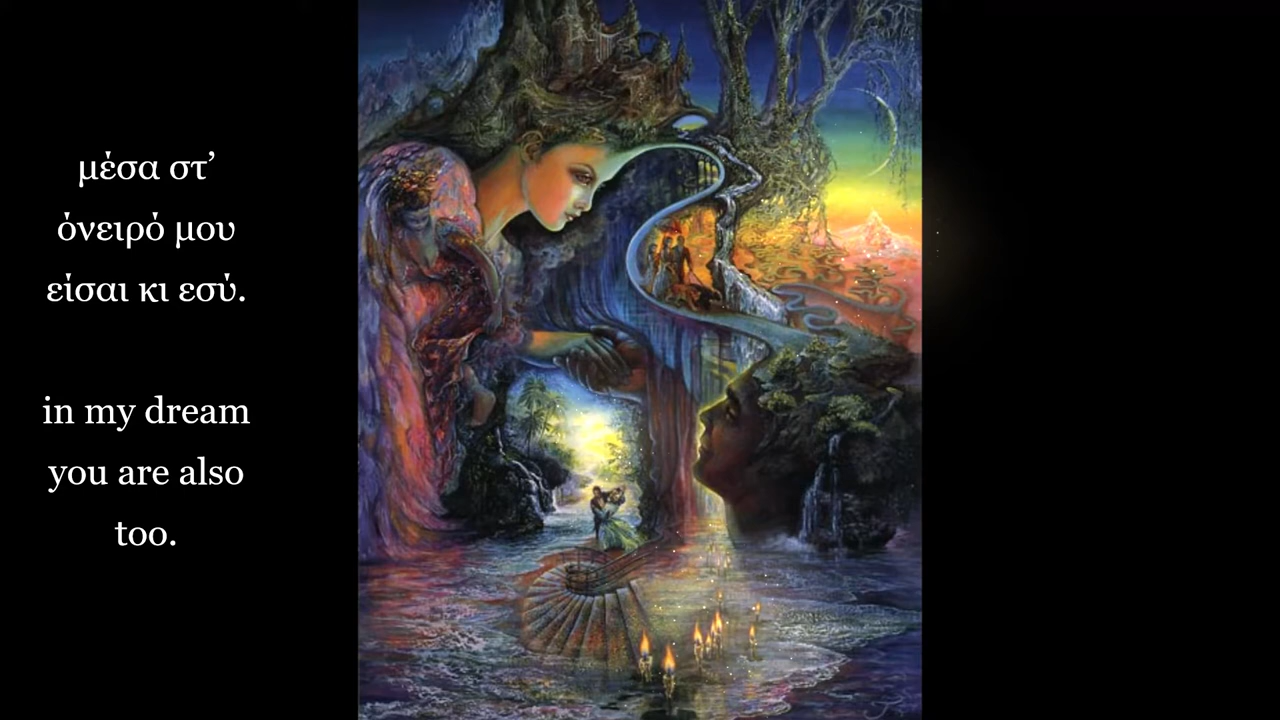 μέσα στ’
όνειρό μου
είσαι κι εσύ.
in my dream
you are also
too.